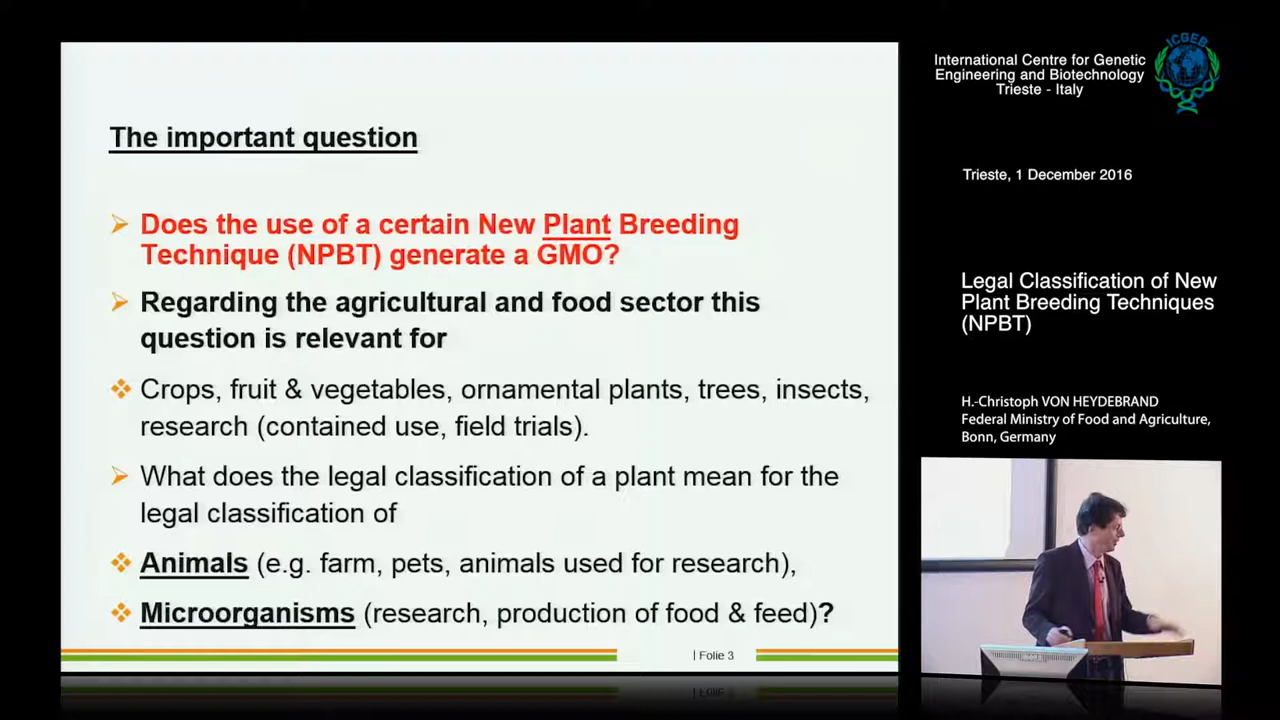 The important question
Does the use of a certain New Plant Breeding
Technique (NPBT) generate a GMO?
Regarding the agricultural and food sector this
question is relevant for
Crops, fruit & vegetables, ornamental plants, trees, insects,
research (contained use, field trials).
What does the legal classification of a plant mean for the
legal classification of
Animals (e.g. farm, pets, animals used for research),
Microorganisms (research, production of food & feed)?
| Folie 3
International Centre for Genetic
Engineering and Biotechnology
Trieste - Italy
ICGEB
Trieste, 1 December 2016
Legal Classification of New
Plant Breeding Techniques
(NPBT)
H.-Christoph VON HEYDEBRAND
Federal Ministry of Food and Agriculture,
Bonn, Germany